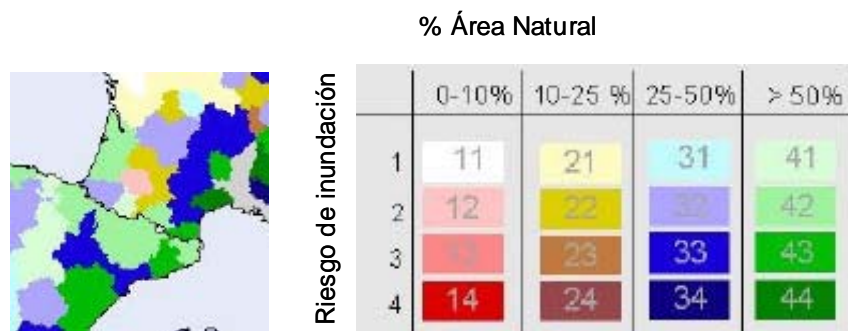 % Área Natural
Riesgo de inundación
0-10% 10-25 % 25-50% > 50%
1 11 21 31 41
2 12 22 32 42
3 13 23 33 43
4 14 24 34 44